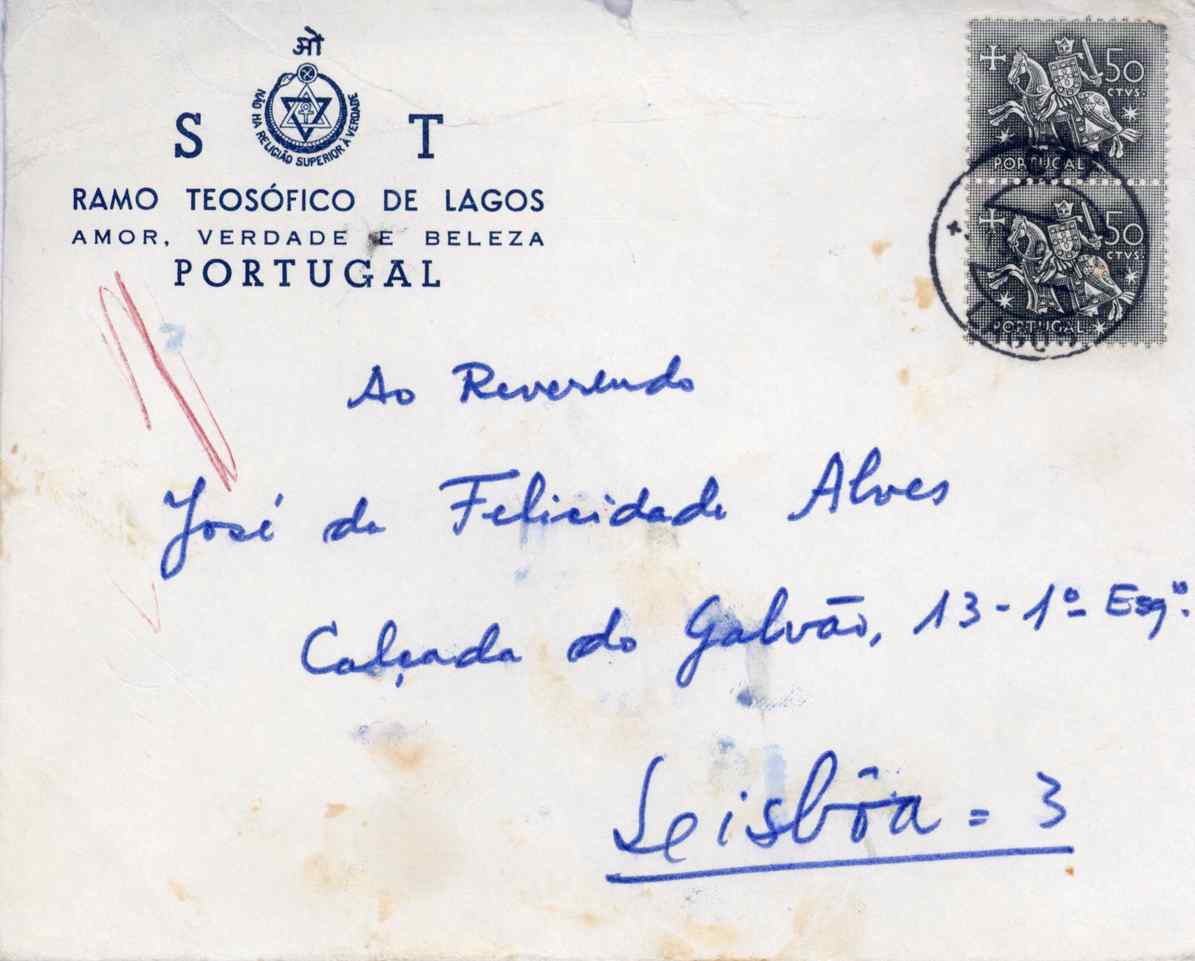 ओं
NÃO HÁ RELIGIÃO SUPERIOR À VERDADE
S T
RAMO TEOSÓFICO DE LAGOS
AMOR, VERDADE E BELEZA
PORTUGAL
50
CTVS.
PORTUGAL
50
CTVS.
PORTUGAL
Ao Reverendo
José da Felicidade Alves
Calçada do Galvão, 13-1º Esqº.
Lisbôa = 3